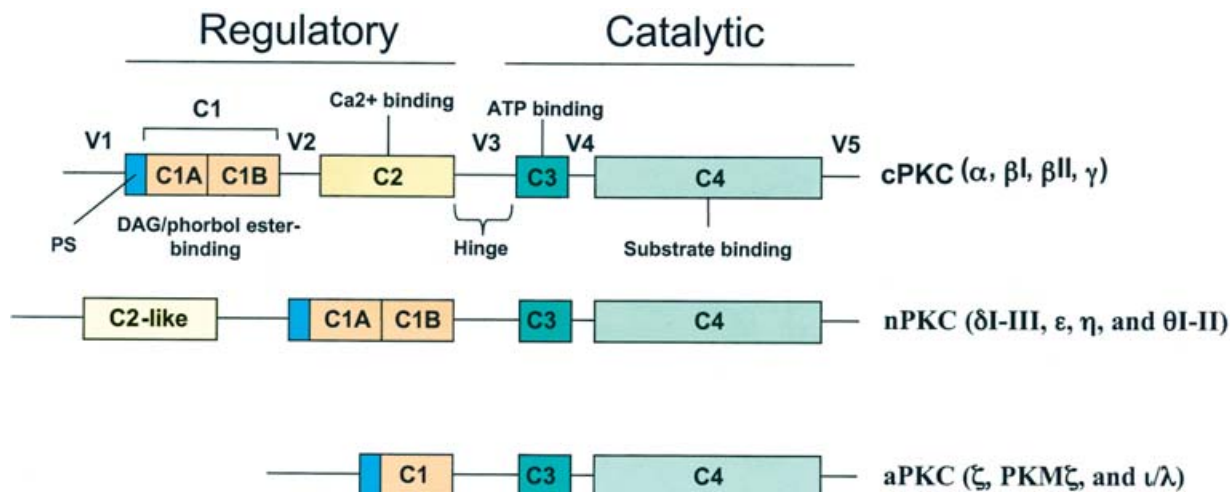 Regulatory
Catalytic
C1
Ca2+ binding
ATP binding
V1
V2
V3
V4
V5
C1A
C1B
C2
C3
C4
cPKC (α, βI, βII, γ)
PS
DAG/phorbol ester-
binding
Hinge
Substrate binding
C2-like
C1A
C1B
C3
C4
nPKC (δI-III, ε, η, and θI-II)
C1
C3
C4
aPKC (ζ, PKMζ, and ι/λ)